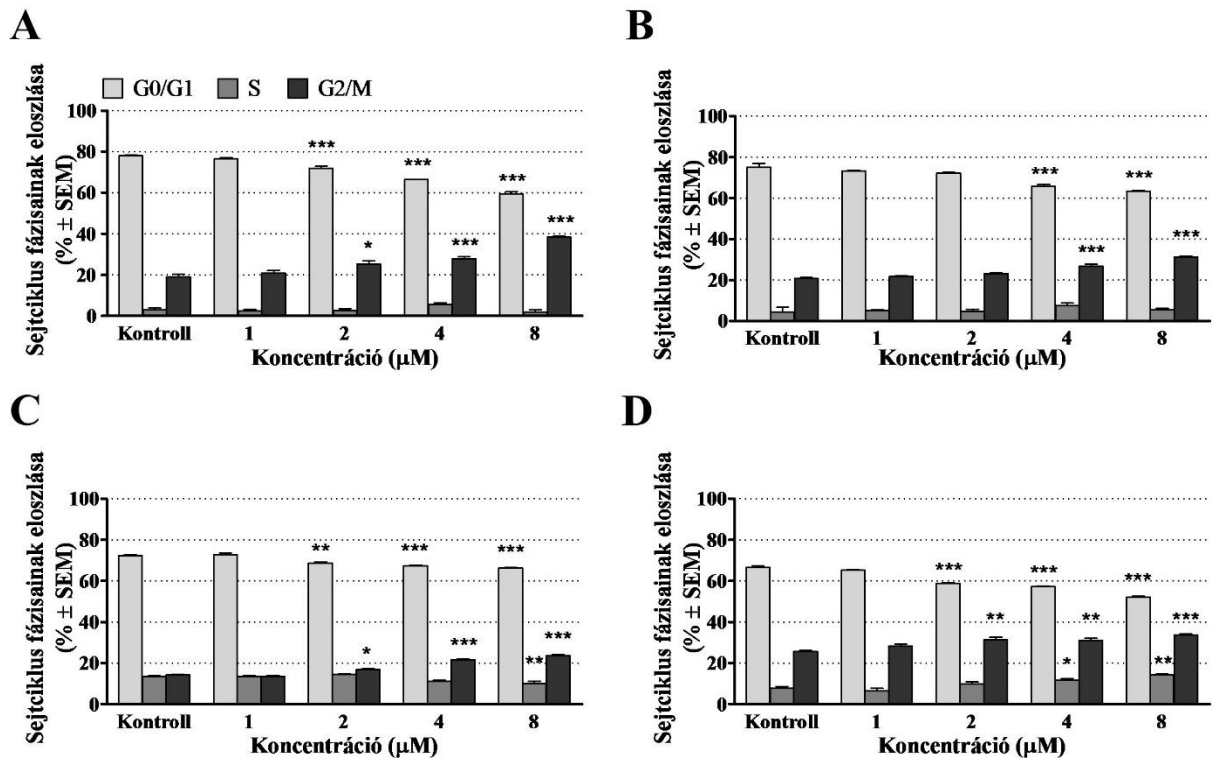 A
Sejtciklus fázisainak eloszlása
(% ± SEM)
G0/G1 S G2/M
100
80
60
40
20
0
***
***
***
*
***
***
Kontroll 1 2 4 8
Koncentráció (µM)
B
Sejtciklus fázisainak eloszlása
(% ± SEM)
100
80
60
40
20
0
***
***
***
***
Kontroll 1 2 4 8
Koncentráció (µM)
C
Sejtciklus fázisainak eloszlása
(% ± SEM)
100
80
60
40
20
0
**
***
***
*
***
**
***
Kontroll 1 2 4 8
Koncentráció (µM)
D
Sejtciklus fázisainak eloszlása
(% ± SEM)
100
80
60
40
20
0
***
***
***
**
*
**
**
***
Kontroll 1 2 4 8
Koncentráció (µM)